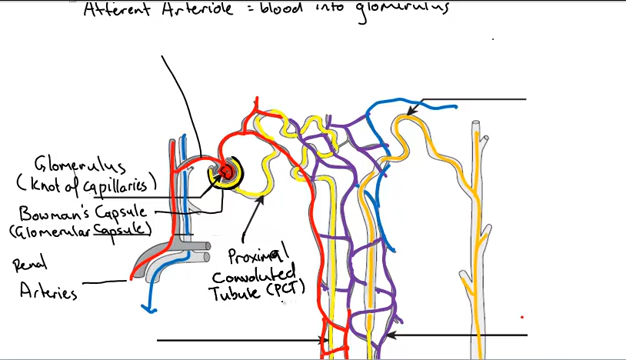 Afferent Arteriole = blood into glomerulus
Glomerulus
(Knot of capillaries)
Bowman's Capsule
(Glomerular Capsule)
Renal
Arteries
Proximal
Convoluted
Tubule (PCT)